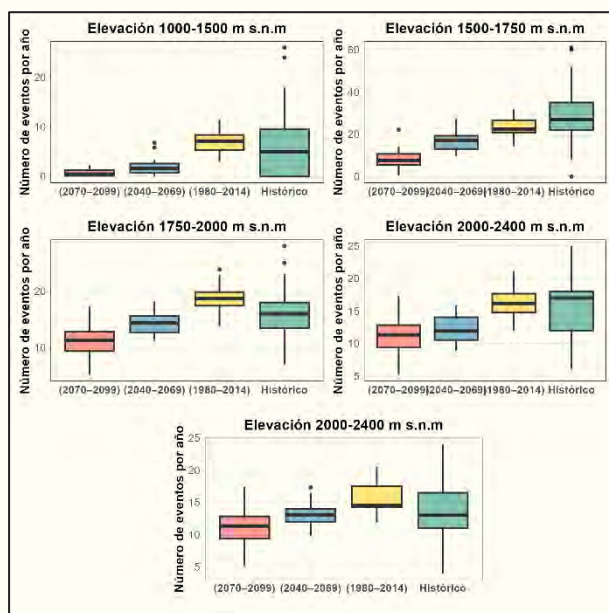 Elevación 1000-1500 m s.n.m
Número de eventos por año
20
10
0
(2070–2099) (2040–2069) (1980–2014) Histórico
Elevación 1500-1750 m s.n.m
Número de eventos por año
60
40
20
0
(2070–2099) (2040–2069) (1980–2014) Histórico
Elevación 1750-2000 m s.n.m
Número de eventos por año
20
10
(2070–2099) (2040–2069) (1980–2014) Histórico
Elevación 2000-2400 m s.n.m
Número de eventos por año
25
20
15
10
5
(2070–2099) (2040–2069) (1980–2014) Histórico
Elevación 2000-2400 m s.n.m
Número de eventos por año
25
20
15
10
5
(2070–2099) (2040–2069) (1980–2014) Histórico